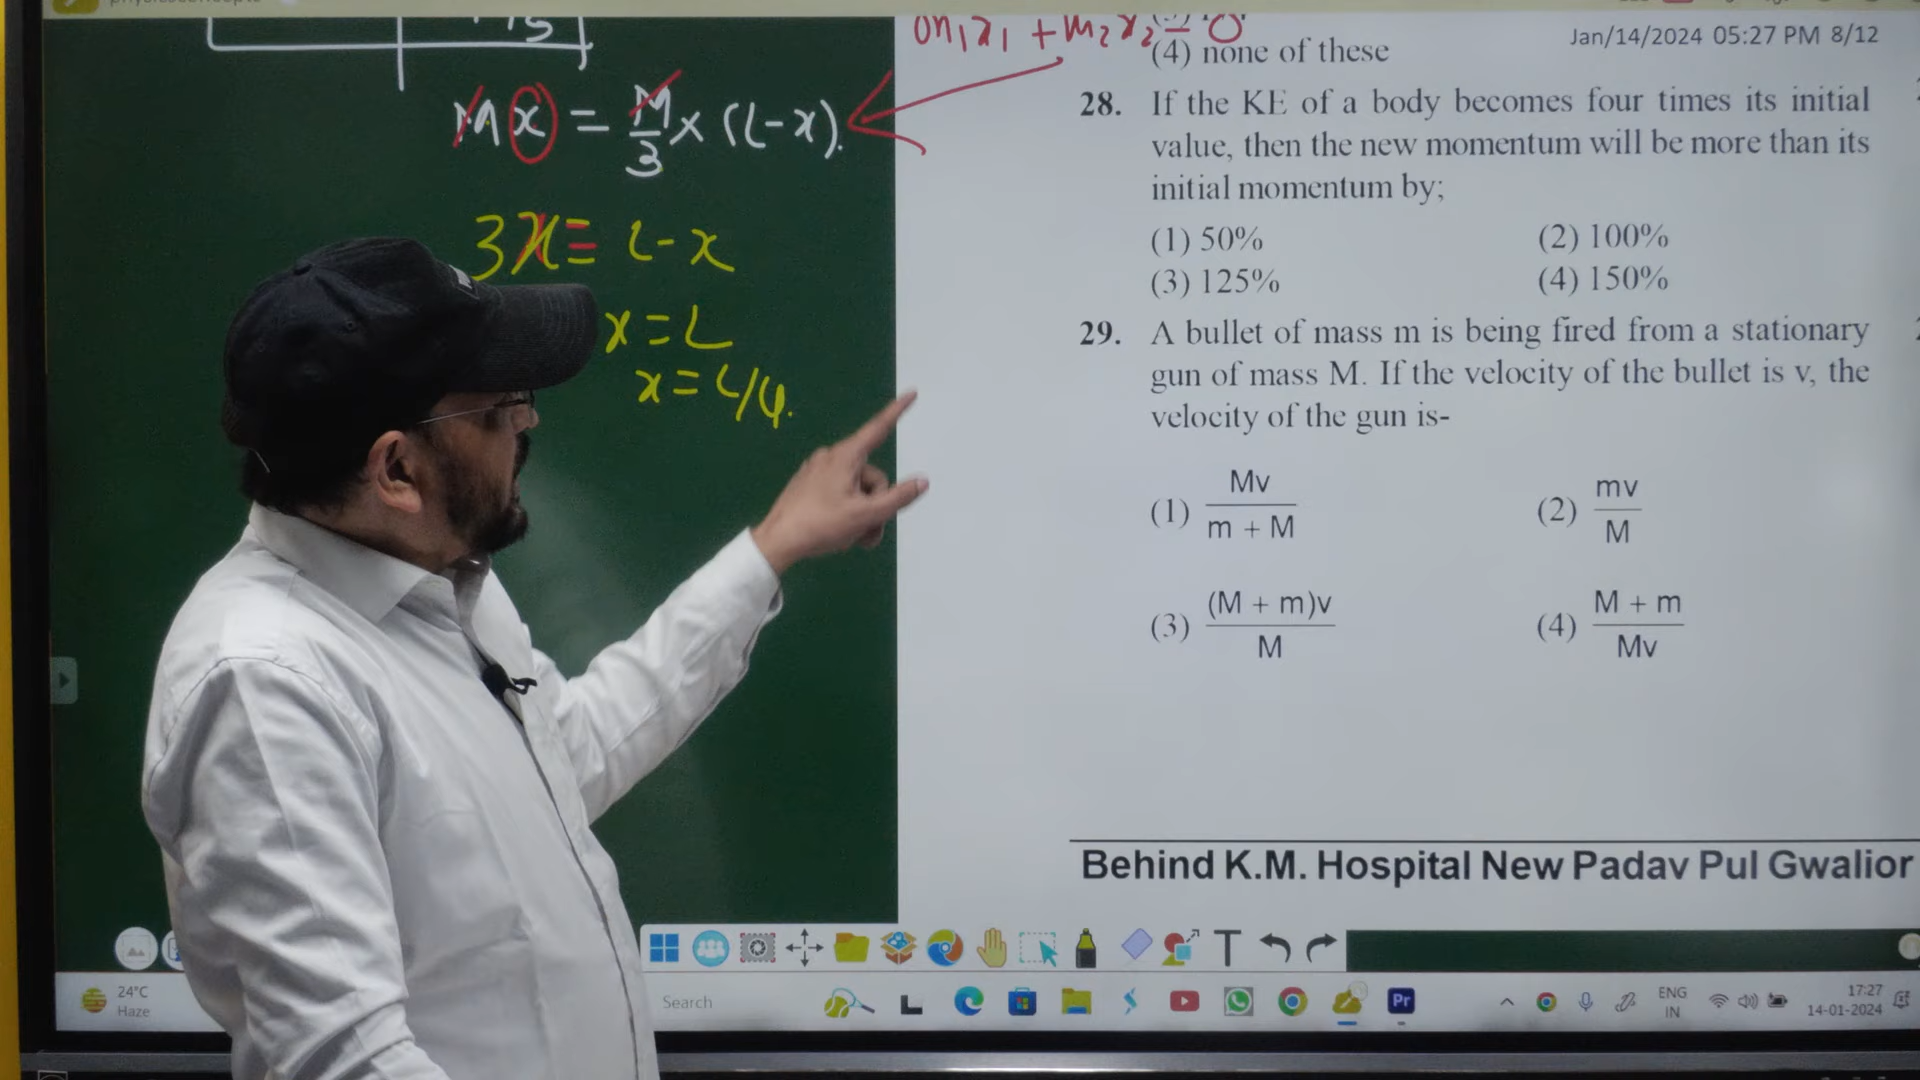 m₁x₁ + m₂x₂ = 0
Mx = M/3 x (L-x).
3x = L-x
x = L
x = L/4.
Jan/14/2024 05:27 PM 8/12
(4) none of these
28. If the KE of a body becomes four times its initial
value, then the new momentum will be more than its
initial momentum by;
(1) 50% (2) 100%
(3) 125% (4) 150%
29. A bullet of mass m is being fired from a stationary
gun of mass M. If the velocity of the bullet is v, the
velocity of the gun is-
(1) Mv/(m + M) (2) mv/M
(3) (M + m)v/M (4) (M + m)/Mv
Behind K.M. Hospital New Padav Pul Gwalior
T
24°C
Haze
Search
Pr
ENG
IN
17:27
14-01-2024